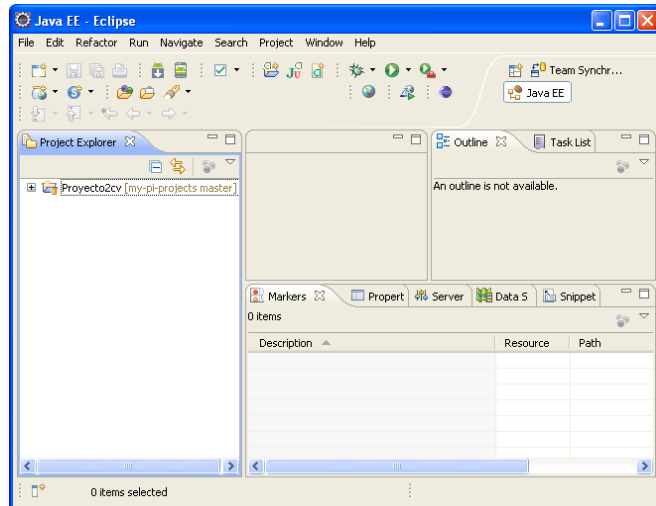 Java EE - Eclipse
File Edit Refactor Run Navigate Search Project Window Help
Team Synchr...
Java EE
Project Explorer
Outline
Task List
Proyecto2cv [my-pi-projects master]
An outline is not available.
Markers
Propert
Server
Data S
Snippet
0 items
Description
Resource
Path
0 items selected